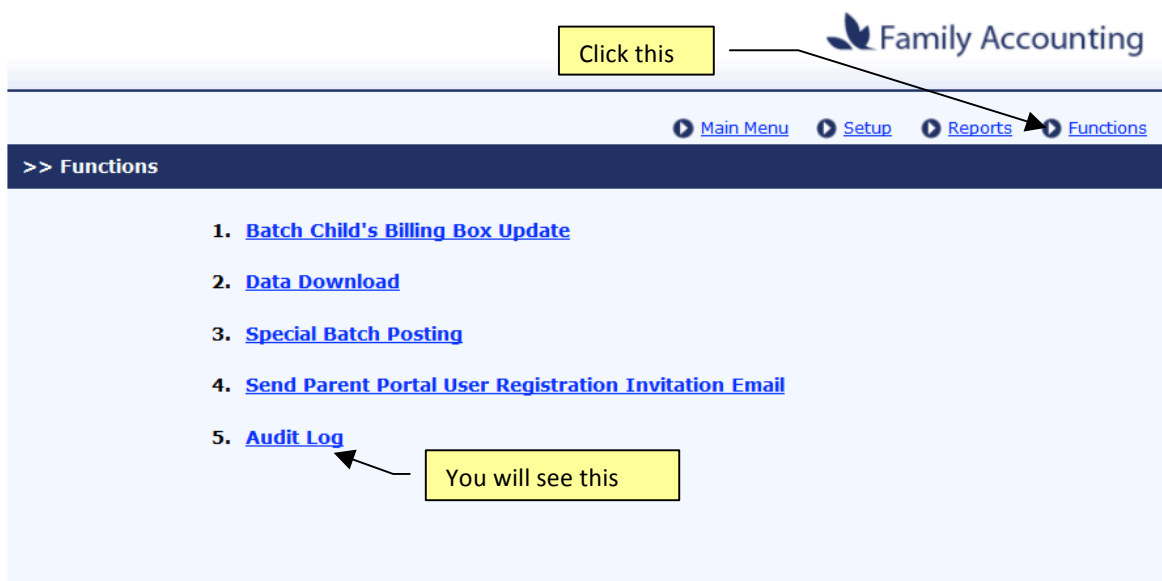 Family Accounting
Click this
Main Menu Setup Reports Functions
>> Functions
1. Batch Child's Billing Box Update
2. Data Download
3. Special Batch Posting
4. Send Parent Portal User Registration Invitation Email
5. Audit Log
You will see this